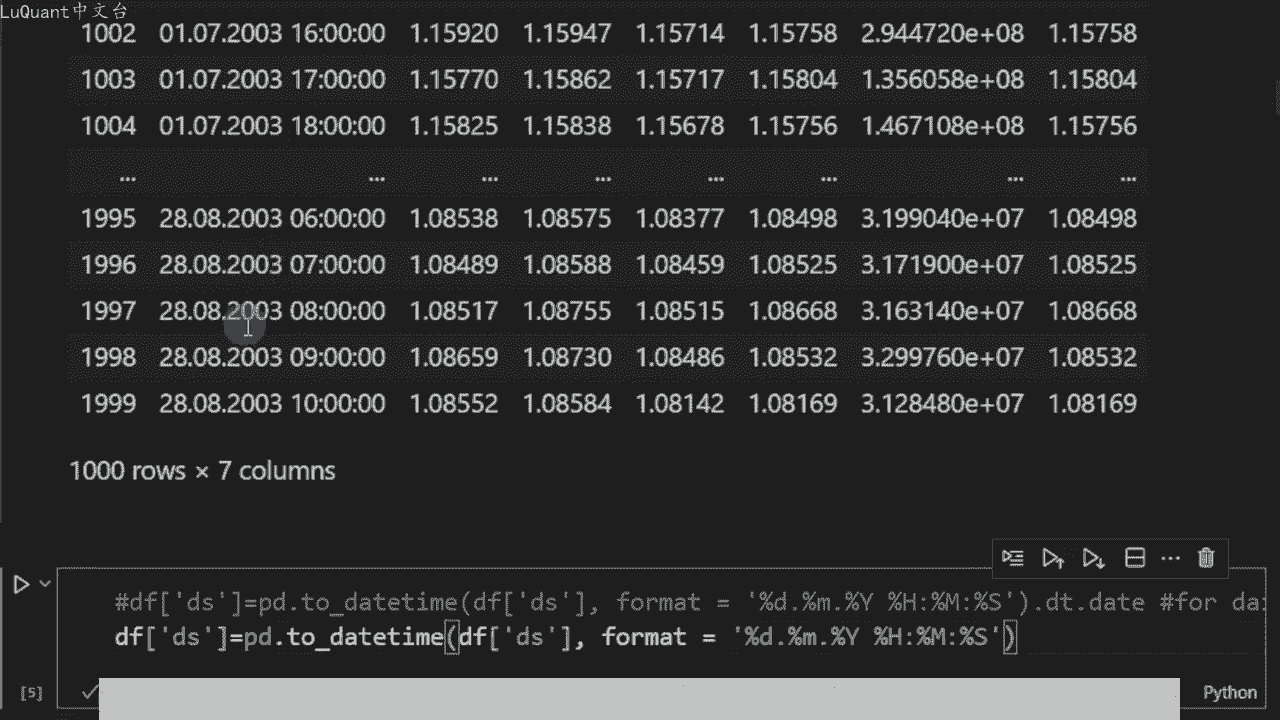 LuQuant中文台
1002 01.07.2003 16:00:00 1.15920 1.15947 1.15714 1.15758 2.944720e+08 1.15758
1003 01.07.2003 17:00:00 1.15770 1.15862 1.15717 1.15804 1.356058e+08 1.15804
1004 01.07.2003 18:00:00 1.15825 1.15838 1.15678 1.15756 1.467108e+08 1.15756
... ... ... ... ... ... ... ...
1995 28.08.2003 06:00:00 1.08538 1.08575 1.08377 1.08498 3.199040e+07 1.08498
1996 28.08.2003 07:00:00 1.08489 1.08588 1.08459 1.08525 3.171900e+07 1.08525
1997 28.08.2003 08:00:00 1.08517 1.08755 1.08515 1.08668 3.163140e+07 1.08668
1998 28.08.2003 09:00:00 1.08659 1.08730 1.08486 1.08532 3.299760e+07 1.08532
1999 28.08.2003 10:00:00 1.08552 1.08584 1.08142 1.08169 3.128480e+07 1.08169
1000 rows × 7 columns
#df['ds']=pd.to_datetime(df['ds'], format = '%d.%m.%Y %H:%M:%S').dt.date #for
df['ds']=pd.to_datetime(df['ds'], format = '%d.%m.%Y %H:%M:%S')
[5] Python